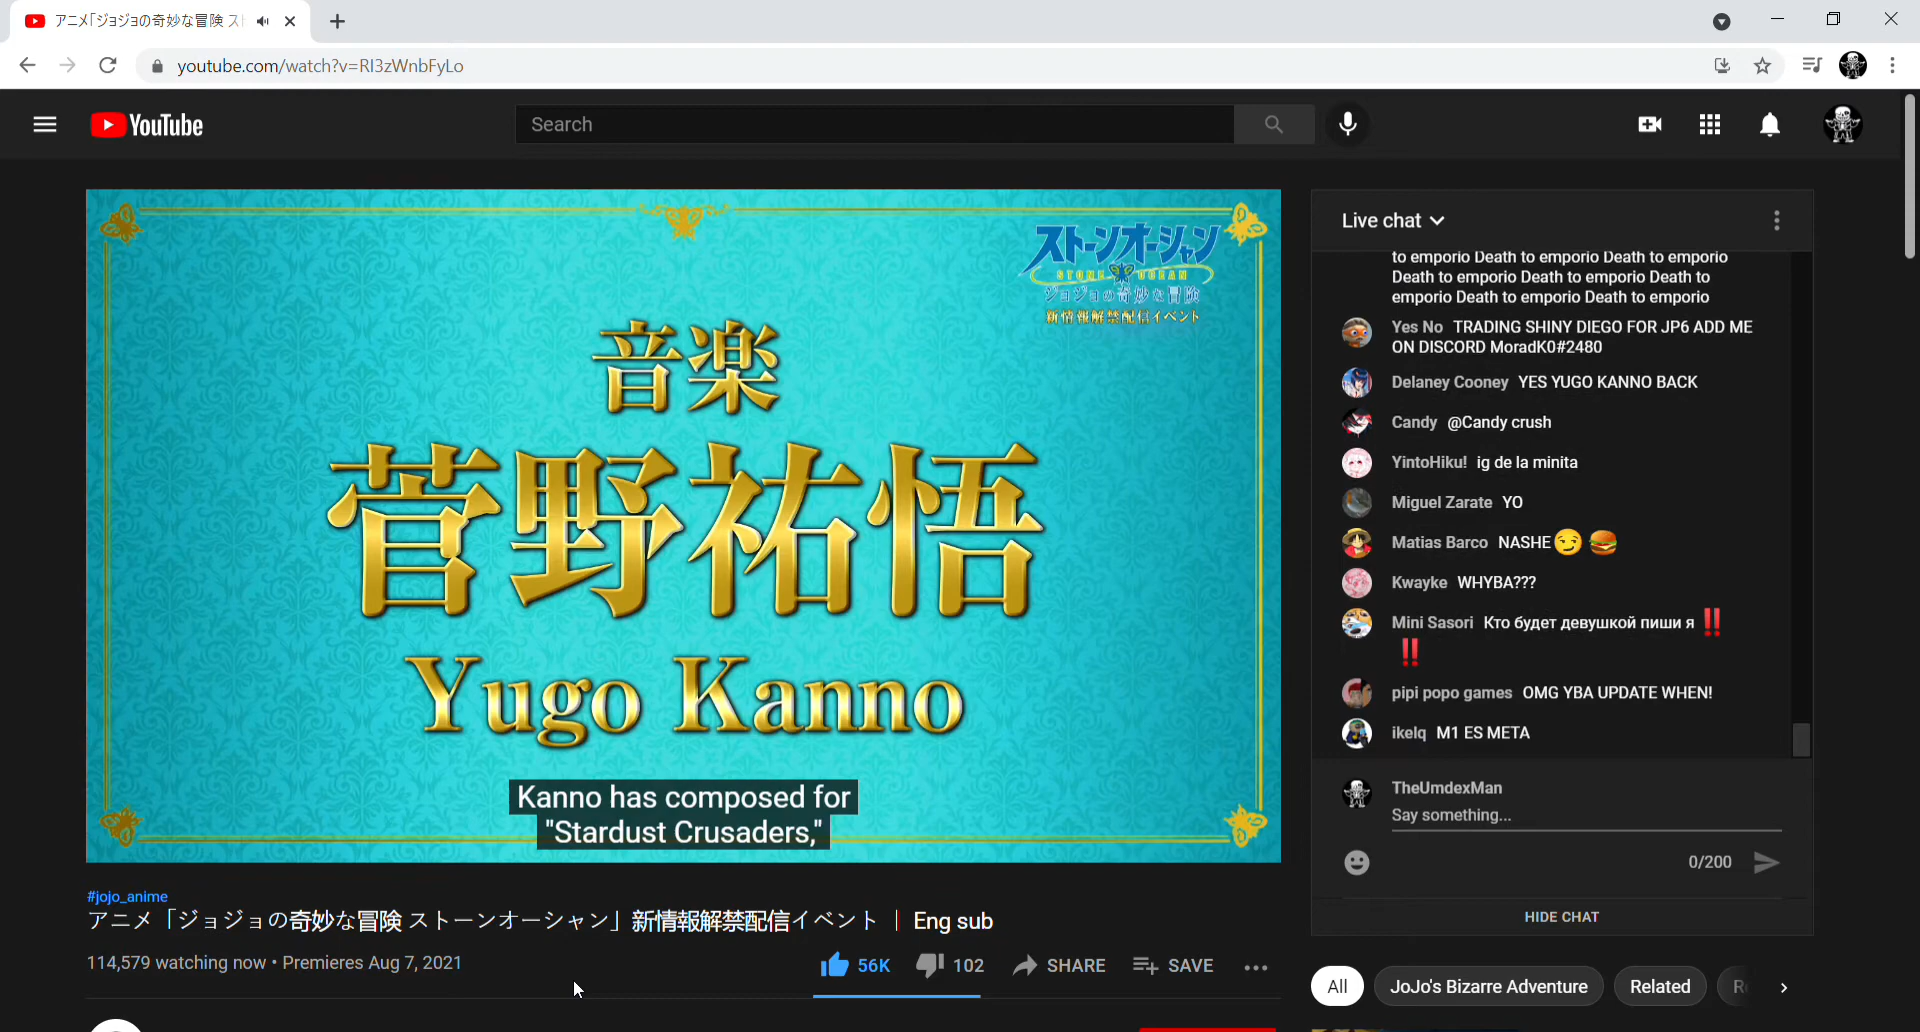 アニメ「ジョジョの奇妙な冒険 ス
youtube.com/watch?v=RI3zWnbFyLo
YouTube
Search
ストーンオーシャン
STONE OCEAN
ジョジョの奇妙な冒険
新情報解禁配信イベント
音楽
菅野祐悟
Yugo Kanno
Kanno has composed for
"Stardust Crusaders,"
#jojo_anime
アニメ「ジョジョの奇妙な冒険 ストーンオーシャン」新情報解禁配信イベント | Eng sub
114,579 watching now • Premieres Aug 7, 2021
56K 102 SHARE SAVE
Live chat
to emporio Death to emporio Death to emporio
Death to emporio Death to emporio Death to
emporio Death to emporio Death to emporio
Yes No TRADING SHINY DIEGO FOR JP6 ADD ME
ON DISCORD MoradK0#2480
Delaney Cooney YES YUGO KANNO BACK
Candy @Candy crush
YintoHiku! ig de la minita
Miguel Zarate YO
Matias Barco NASHE😏 🍔
Kwayke WHYBA???
Mini Sasori Кто будет девушкой пиши я ‼️
‼️
pipi popo games OMG YBA UPDATE WHEN!
ikelq M1 ES META
TheUmdexMan
Say something...
0/200
HIDE CHAT
All JoJo's Bizarre Adventure Related